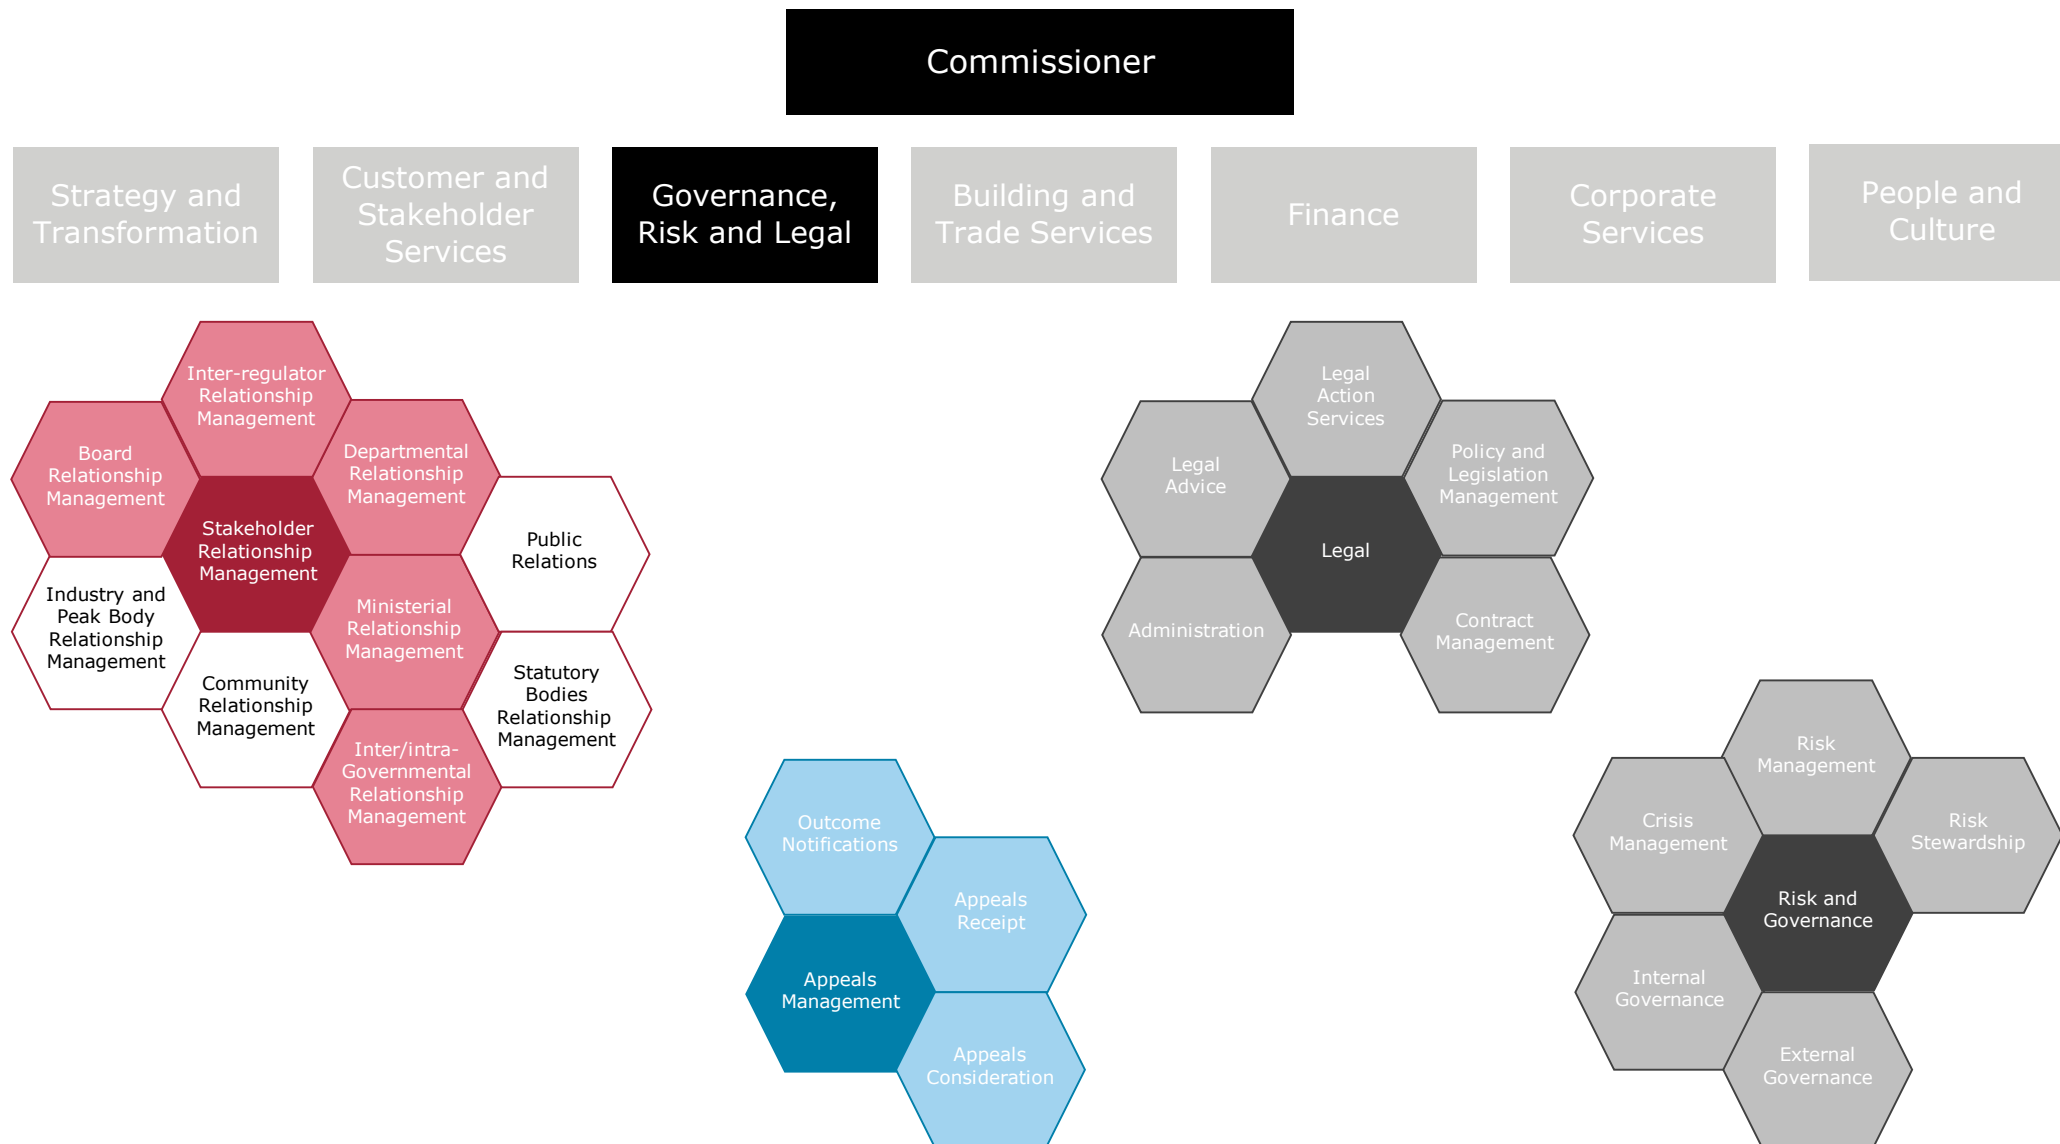 Commissioner
Strategy and
Transformation
Customer and
Stakeholder
Services
Governance,
Risk and Legal
Building and
Trade Services
Finance
Corporate
Services
People and
Culture
Inter-regulator
Relationship
Management
Board
Relationship
Management
Departmental
Relationship
Management
Stakeholder
Relationship
Management
Public
Relations
Industry and
Peak Body
Relationship
Management
Ministerial
Relationship
Management
Community
Relationship
Management
Statutory
Bodies
Relationship
Management
Inter/intra-
Governmental
Relationship
Management
Outcome
Notifications
Appeals
Receipt
Appeals
Management
Appeals
Consideration
Legal
Action
Services
Legal
Advice
Policy and
Legislation
Management
Legal
Administration
Contract
Management
Risk
Management
Crisis
Management
Risk
Stewardship
Risk and
Governance
Internal
Governance
External
Governance